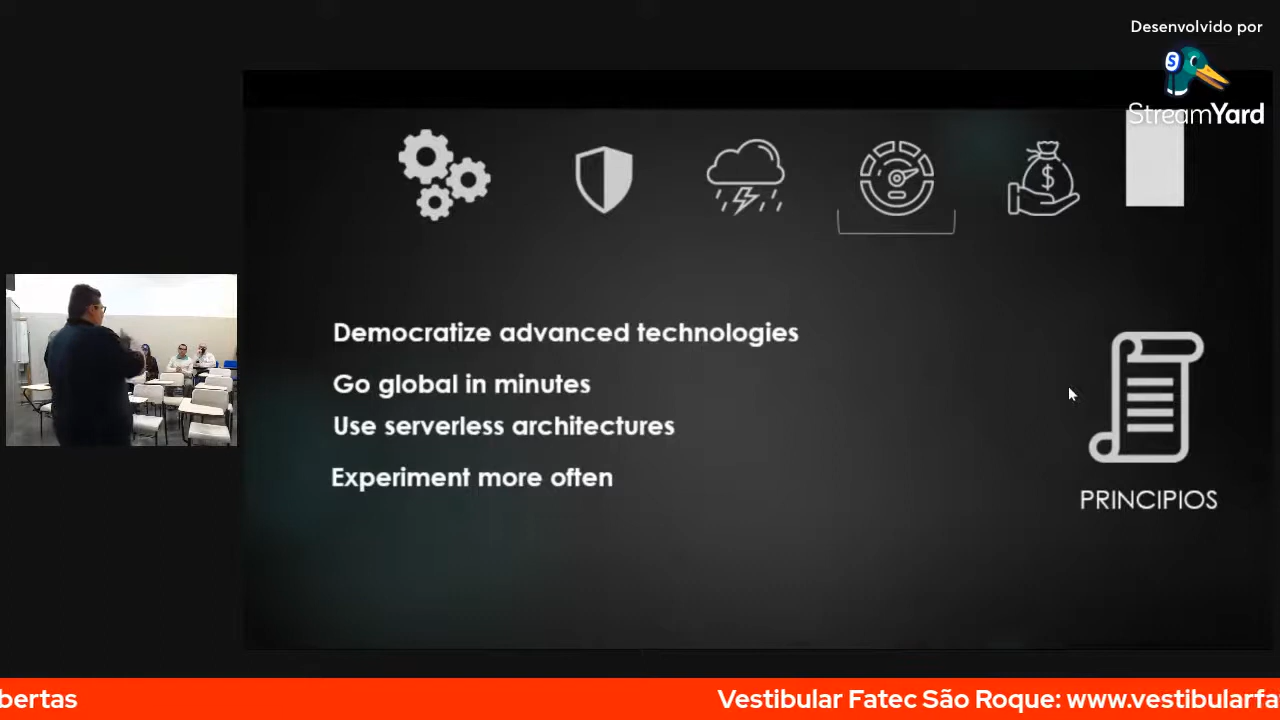 Desenvolvido por
StreamYard
Democratize advanced technologies
Go global in minutes
Use serverless architectures
Experiment more often
PRINCIPIOS
bertas
Vestibular Fatec São Roque: www.vestibularfa